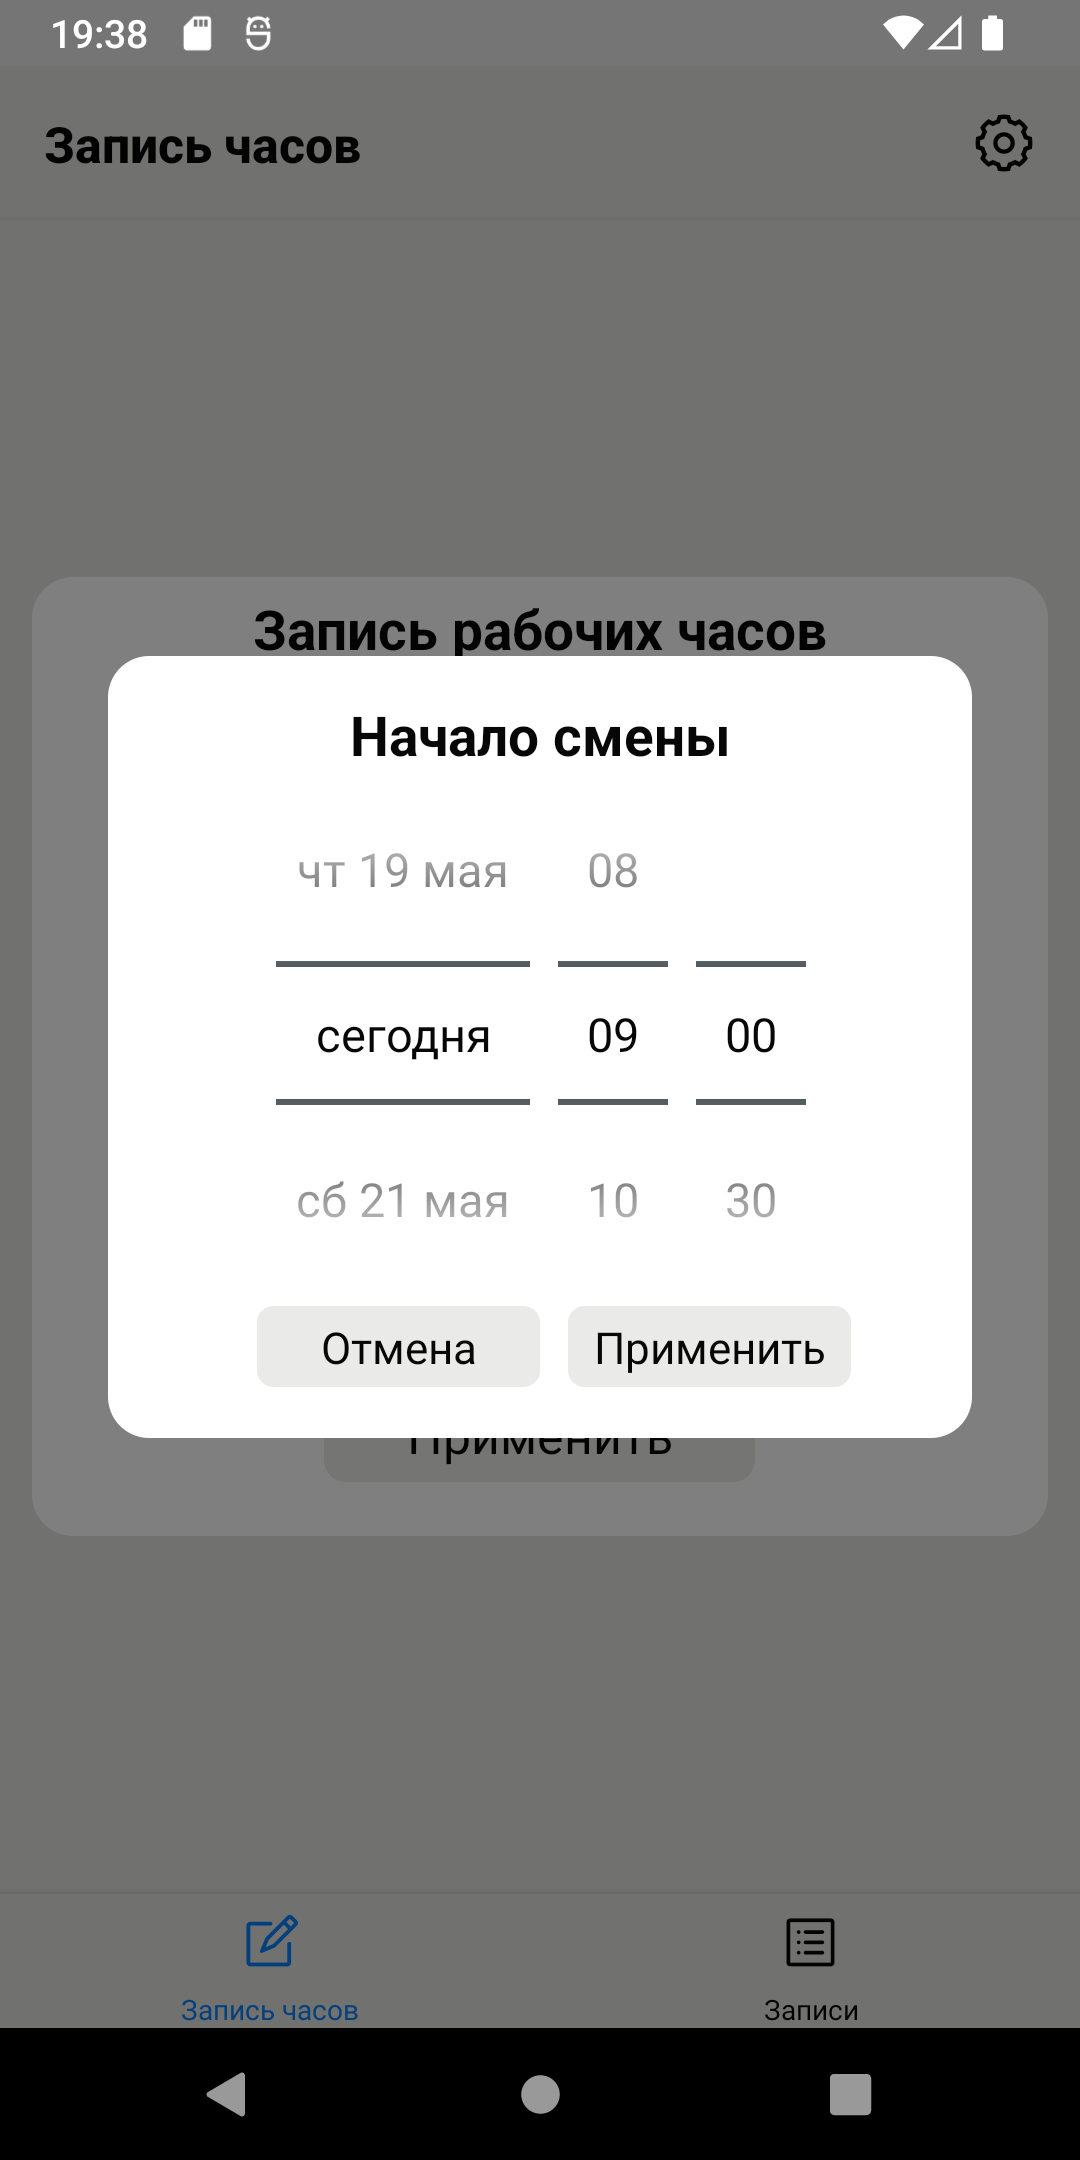 19:38
Запись часов
Запись рабочих часов
Начало смены
чт 19 мая 08
сегодня 09 00
сб 21 мая 10 30
Отмена Применить
Применить
Запись часов Записи